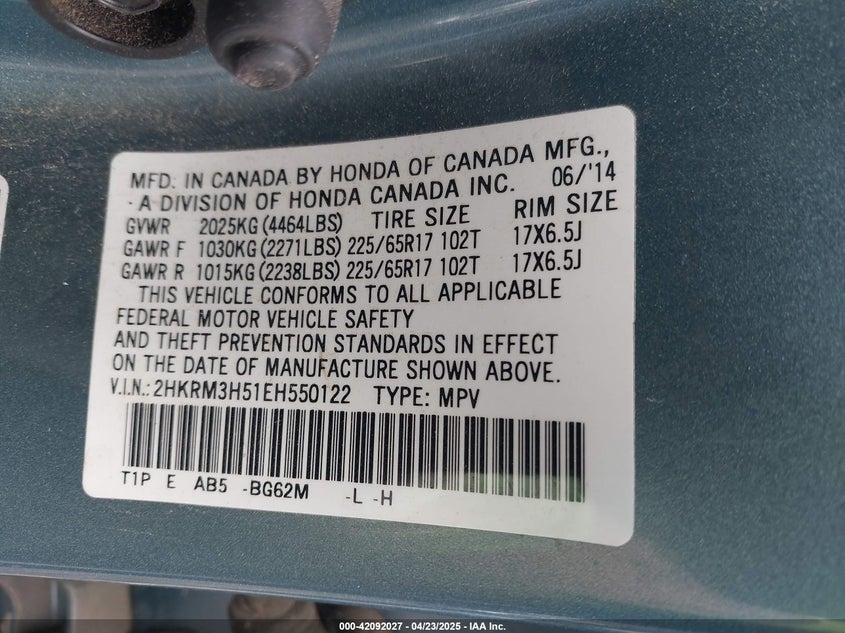 MFD. IN CANADA BY HONDA OF CANADA MFG.,
- A DIVISION OF HONDA CANADA INC. 06/'14
GVWR 2025KG (4464LBS) TIRE SIZE RIM SIZE
GAWR F 1030KG (2271LBS) 225/65R17 102T 17X6.5J
GAWR R 1015KG (2238LBS) 225/65R17 102T 17X6.5J
THIS VEHICLE CONFORMS TO ALL APPLICABLE
FEDERAL MOTOR VEHICLE SAFETY
AND THEFT PREVENTION STANDARDS IN EFFECT
ON THE DATE OF MANUFACTURE SHOWN ABOVE.
V.I.N.: 2HKRM3H51EH550122 TYPE: MPV
T1P E AB5 -BG62M -L -H
000-42092027 - 04/23/2025 - IAA Inc.